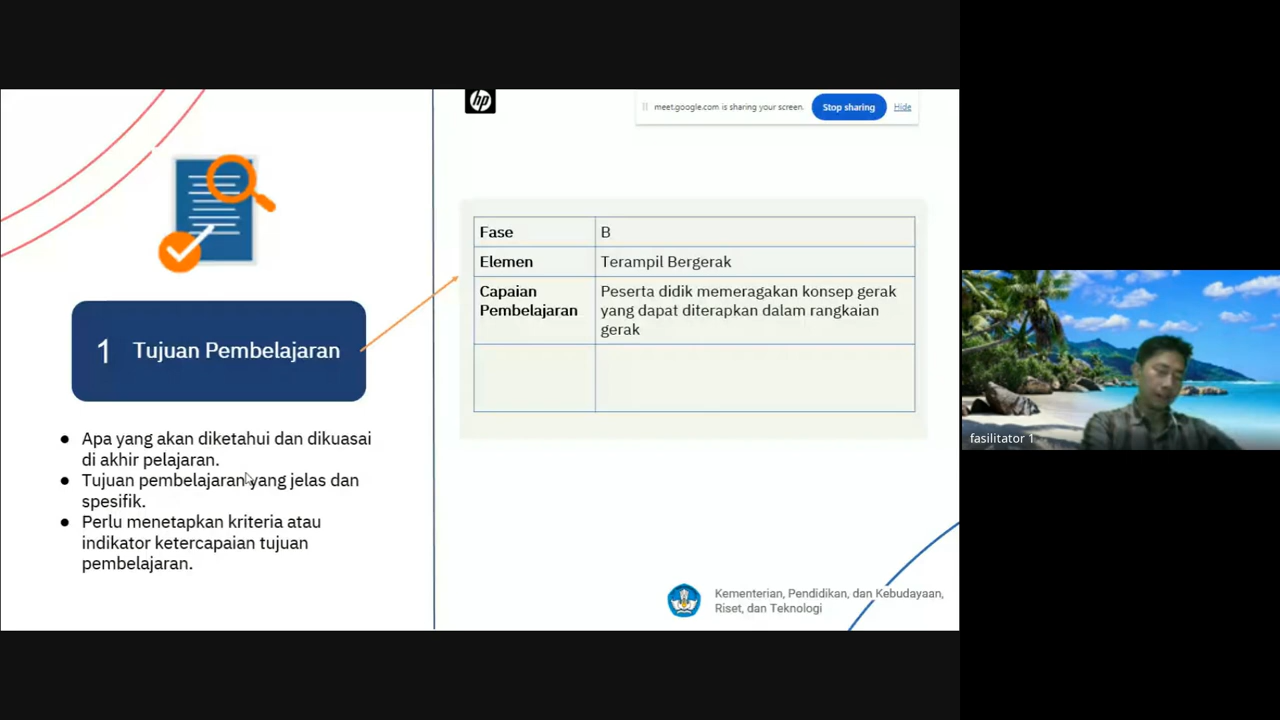 hp
meet.google.com is sharing your screen.
Stop sharing
Hide
1 Tujuan Pembelajaran
● Apa yang akan diketahui dan dikuasai
di akhir pelajaran.
● Tujuan pembelajaran yang jelas dan
spesifik.
● Perlu menetapkan kriteria atau
indikator ketercapaian tujuan
pembelajaran.
Fase B
Elemen Terampil Bergerak
Capaian Pembelajaran Peserta didik memeragakan konsep gerak
yang dapat diterapkan dalam rangkaian
gerak
Kementerian, Pendidikan, dan Kebudayaan,
Riset, dan Teknologi
fasilitator 1